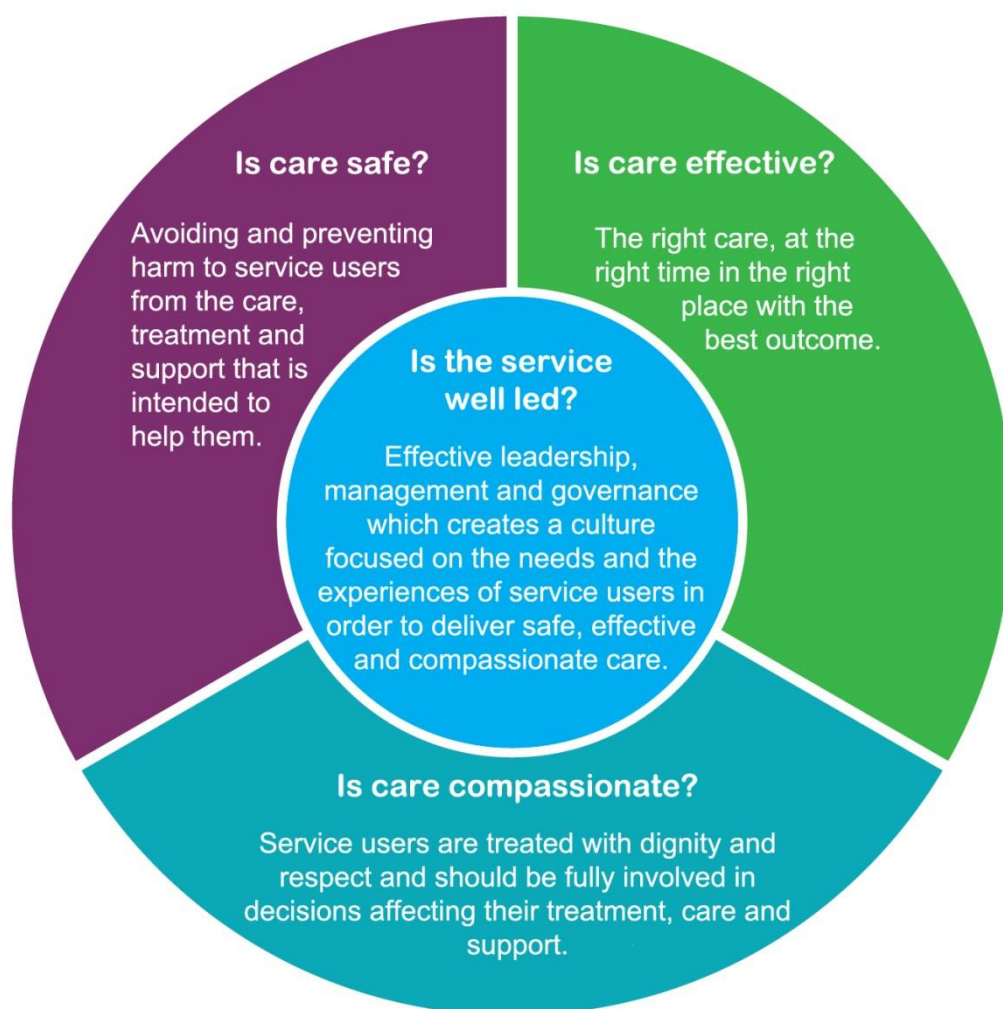 Is care safe?
Avoiding and preventing
harm to service users
from the care,
treatment and
support that is
intended to
help them.
Is care effective?
The right care, at the
right time in the right
place with the
best outcome.
Is the service
well led?
Effective leadership,
management and governance
which creates a culture
focused on the needs and the
experiences of service users in
order to deliver safe, effective
and compassionate care.
Is care compassionate?
Service users are treated with dignity and
respect and should be fully involved in
decisions affecting their treatment, care and
support.